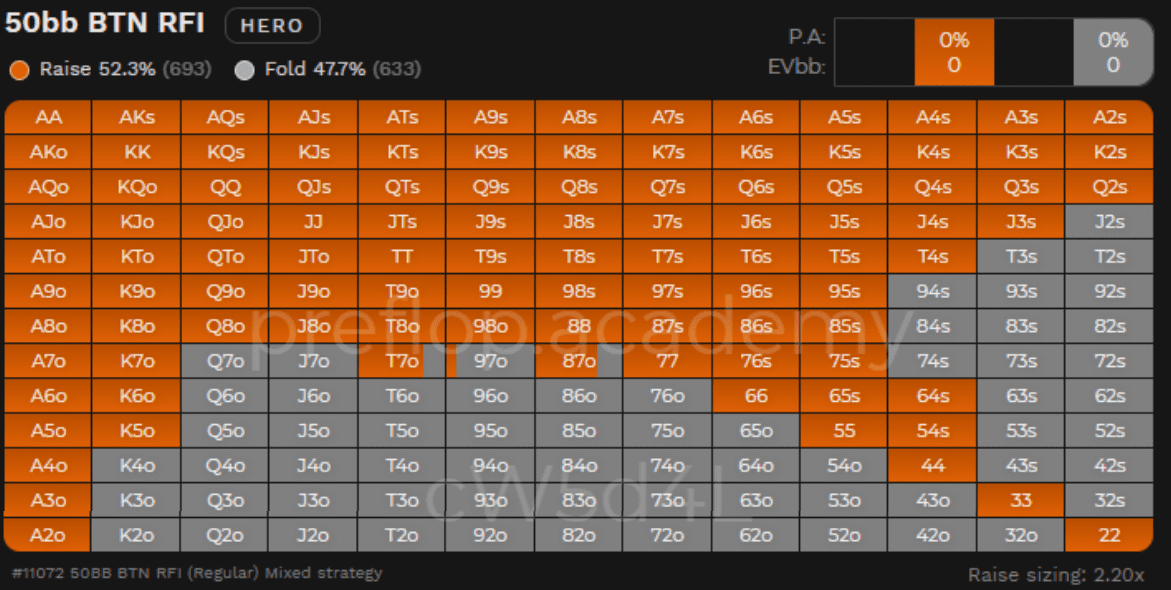 50bb BTN RFI HERO
P.A: 0% 0%
Raise 52.3% (693) Fold 47.7% (633)
EVbb: 0 0
AA AKs AQs AJs ATs A9s A8s A7s A6s A5s A4s A3s A2s
AKo KK KQs KJs KTs K9s K8s K7s K6s K5s K4s K3s K2s
AQo KQo QQ QJs QTs Q9s Q8s Q7s Q6s Q5s Q4s Q3s Q2s
AJo KJo QJo JJ JTs J9s J8s J7s J6s J5s J4s J3s J2s
ATo KTo QTo JTo TT T9s T8s T7s T6s T5s T4s T3s T2s
A9o K9o Q9o J9o T9o 99 98s 97s 96s 95s 94s 93s 92s
A8o K8o Q8o J8o T8o 98o 88 87s 86s 85s 84s 83s 82s
preflop.academy
A7o K7o Q7o J7o T7o 97o 87o 77 76s 75s 74s 73s 72s
A6o K6o Q6o J6o T6o 96o 86o 76o 66 65s 64s 63s 62s
A5o K5o Q5o J5o T5o 95o 85o 75o 65o 55 54s 53s 52s
A4o K4o Q4o J4o T4o 94o 84o 74o 64o 54o 44 43s 42s
cW5d4L
A3o K3o Q3o J3o T3o 93o 83o 73o 63o 53o 43o 33 32s
A2o K2o Q2o J2o T2o 92o 82o 72o 62o 52o 42o 32o 22
#11072 50BB BTN RFI (Regular) Mixed strategy
Raise sizing: 2.20x